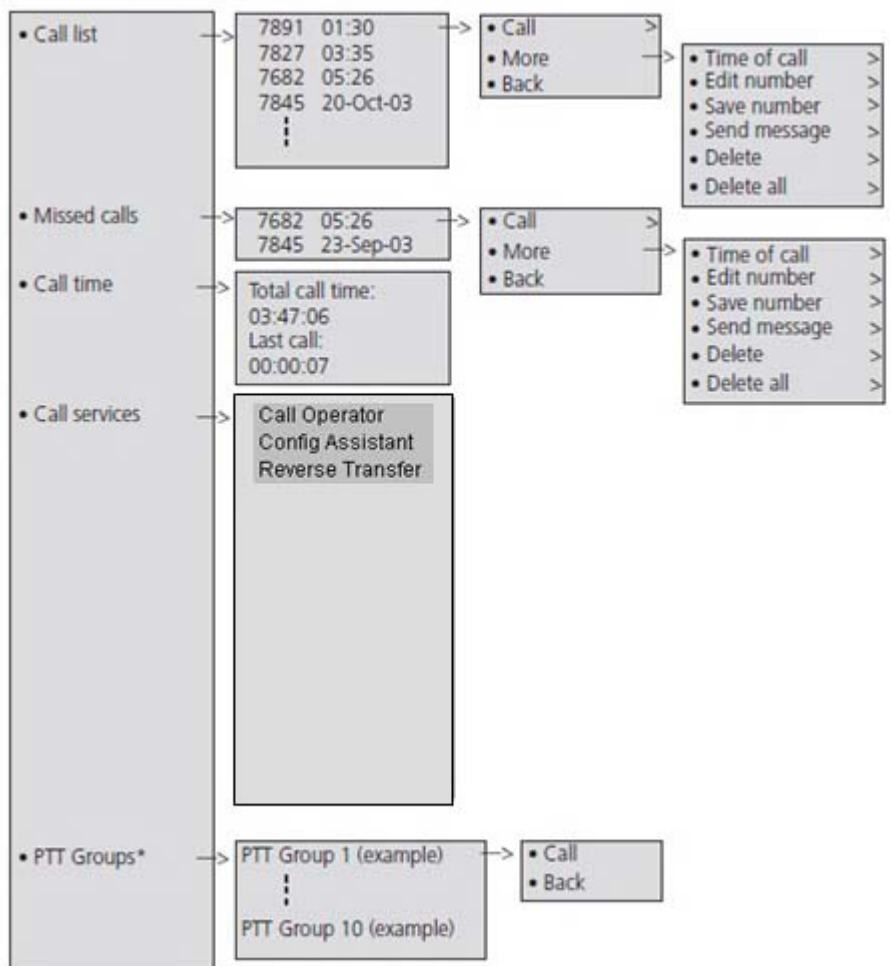 • Call list
7891 01:30
7827 03:35
7682 05:26
7845 20-Oct-03
• Call >
• More
• Back
• Time of call >
• Edit number >
• Save number >
• Send message >
• Delete >
• Delete all >
• Missed calls
7682 05:26
7845 23-Sep-03
• Call >
• More
• Back
• Time of call >
• Edit number >
• Save number >
• Send message >
• Delete >
• Delete all >
• Call time
Total call time:
03:47:06
Last call:
00:00:07
• Call services
Call Operator
Config Assistant
Reverse Transfer
• PTT Groups*
PTT Group 1 (example)
PTT Group 10 (example)
• Call
• Back